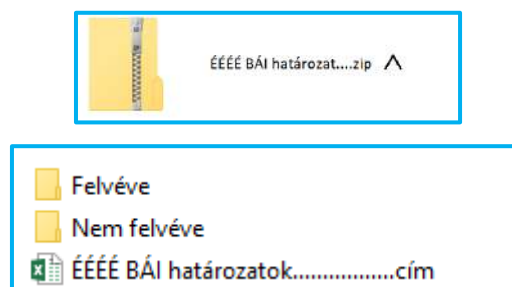 ÉÉÉÉ BÁI határozat....zip
Felvéve
Nem felvéve
ÉÉÉÉ BÁI határozatok.................cím